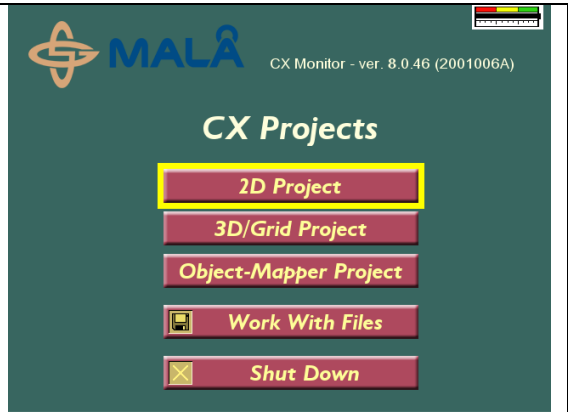 MALÅ
CX Monitor - ver. 8.0.46 (2001006A)
CX Projects
2D Project
3D/Grid Project
Object-Mapper Project
Work With Files
Shut Down